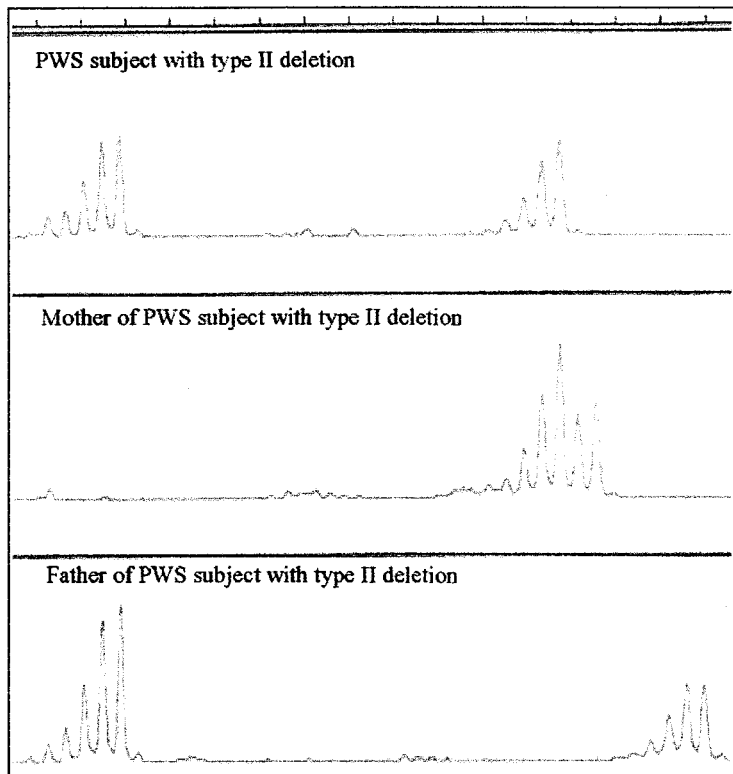 PWS subject with type II deletion
Mother of PWS subject with type II deletion
Father of PWS subject with type II deletion